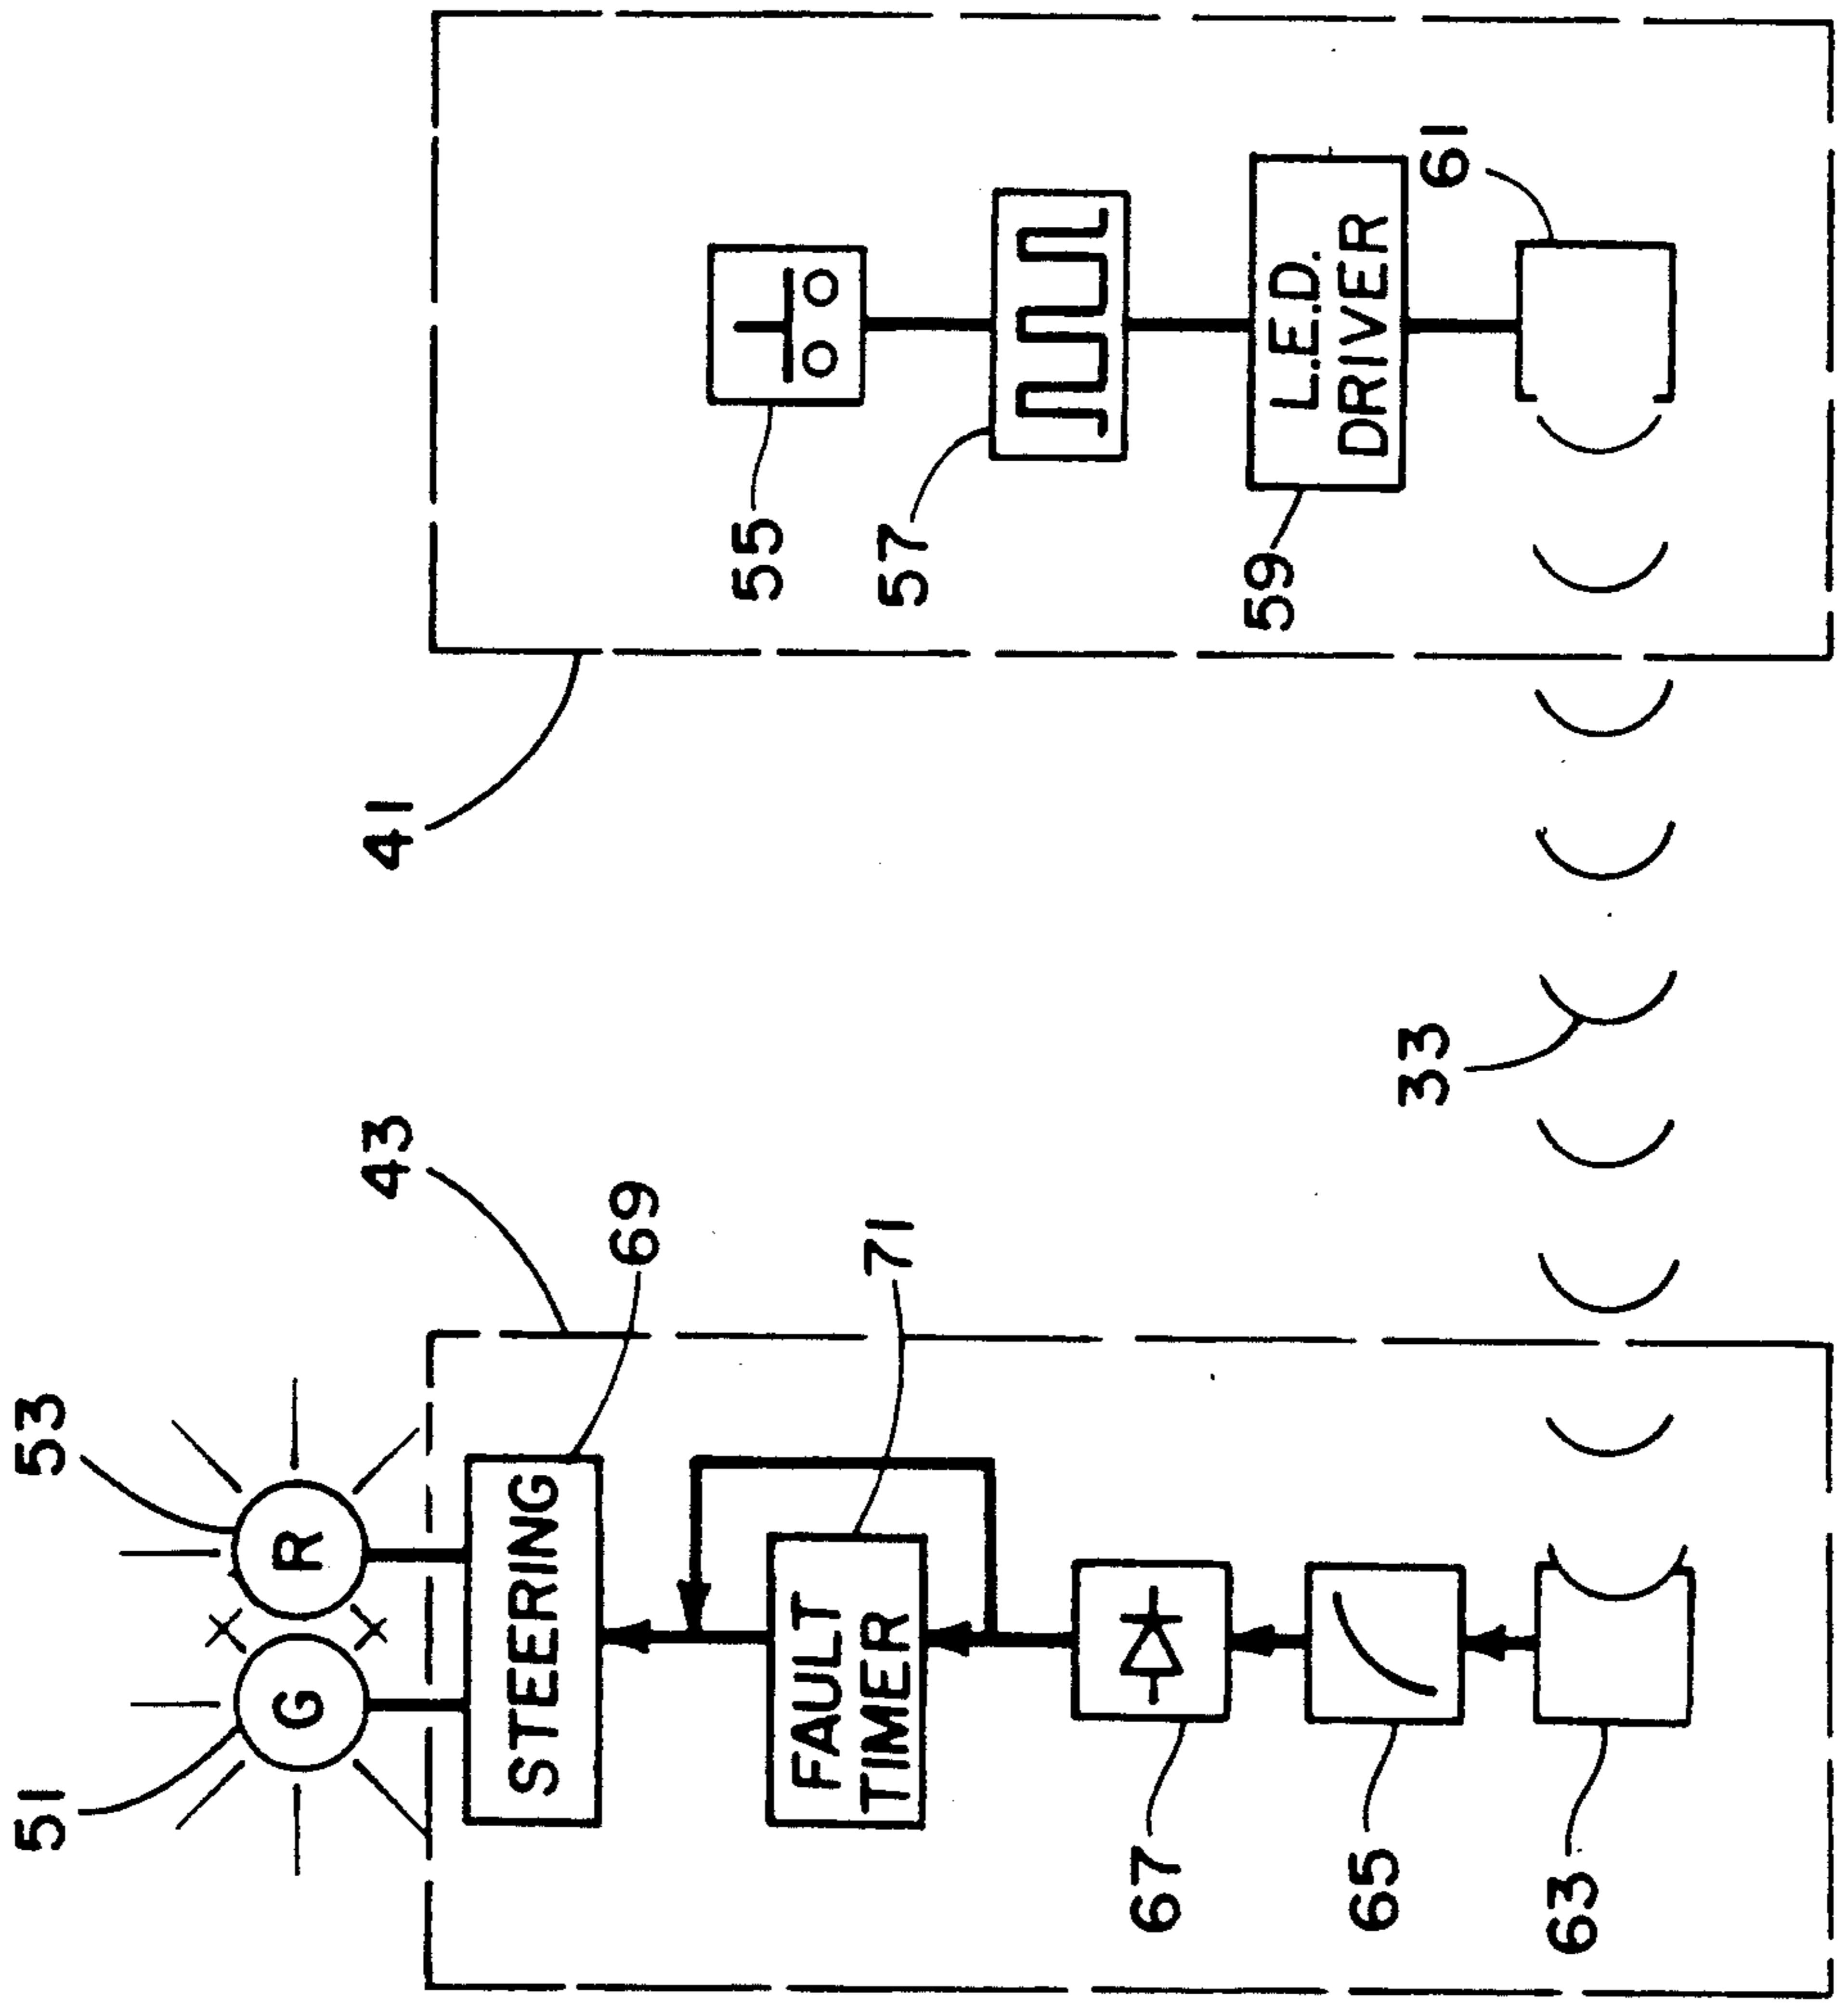 51
53
G
R
43
69
STEERING
71
FAULT
TIMER
67
65
63
33
41
55
57
59
L.E.D.
DRIVER
61